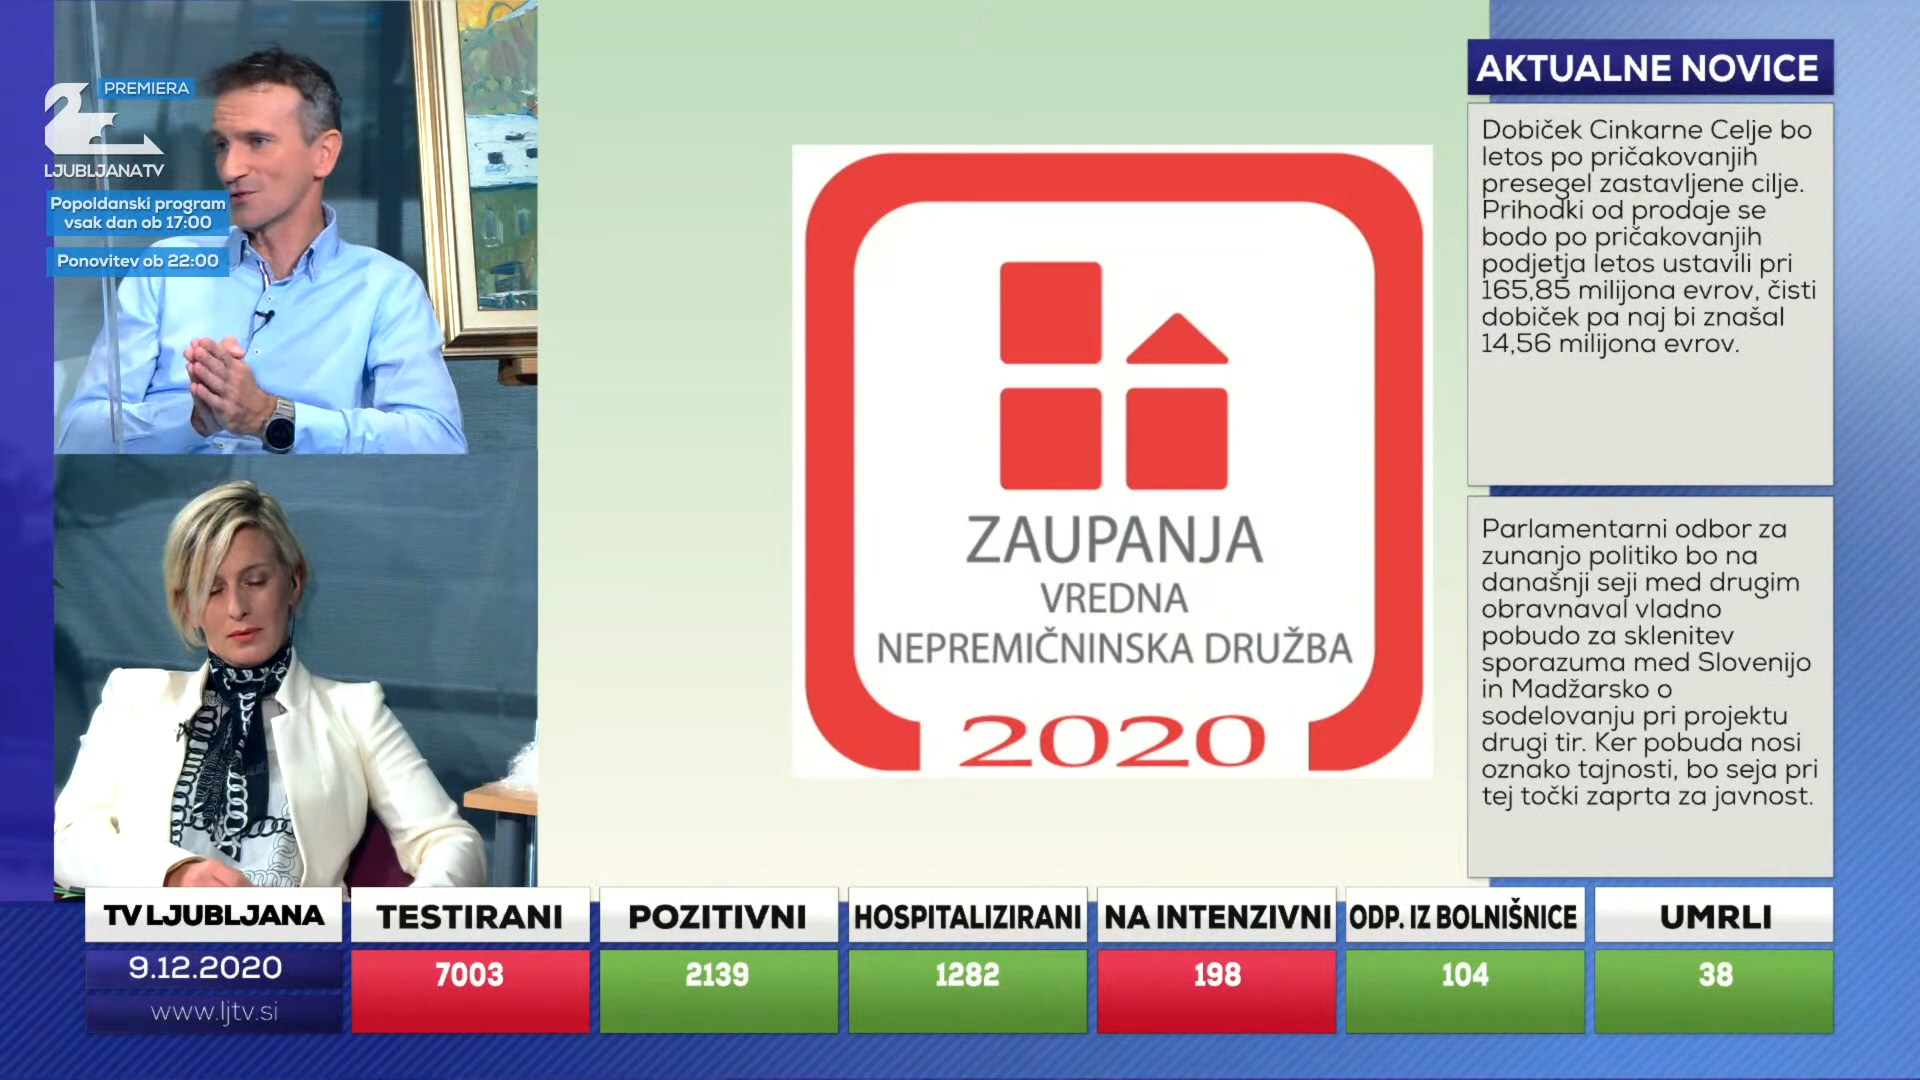 PREMIERA
LJUBLJANATV
Popoldanski program
vsak dan ob 17:00
Ponovitev ob 22:00
ZAUPANJA
VREDNA
NEPREMIČNINSKA DRUŽBA
2020
AKTUALNE NOVICE
Dobiček Cinkarne Celje bo
letos po pričakovanjih
presegel zastavljene cilje.
Prihodki od prodaje se
bodo po pričakovanjih
podjetja letos ustavili pri
165,85 milijona evrov, čisti
dobiček pa naj bi znašal
14,56 milijona evrov.
Parlamentarni odbor za
zunanjo politiko bo na
današnji seji med drugim
obravnaval vladno
pobudo za sklenitev
sporazuma med Slovenijo
in Madžarsko o
sodelovanju pri projektu
drugi tir. Ker pobuda nosi
oznako tajnosti, bo seja pri
tej točki zaprta za javnost.
TV LJUBLJANA
9.12.2020
www.ljtv.si
TESTIRANI
7003
POZITIVNI
2139
HOSPITALIZIRANI
1282
NA INTENZIVNI
198
ODP. IZ BOLNIŠNICE
104
UMRLI
38